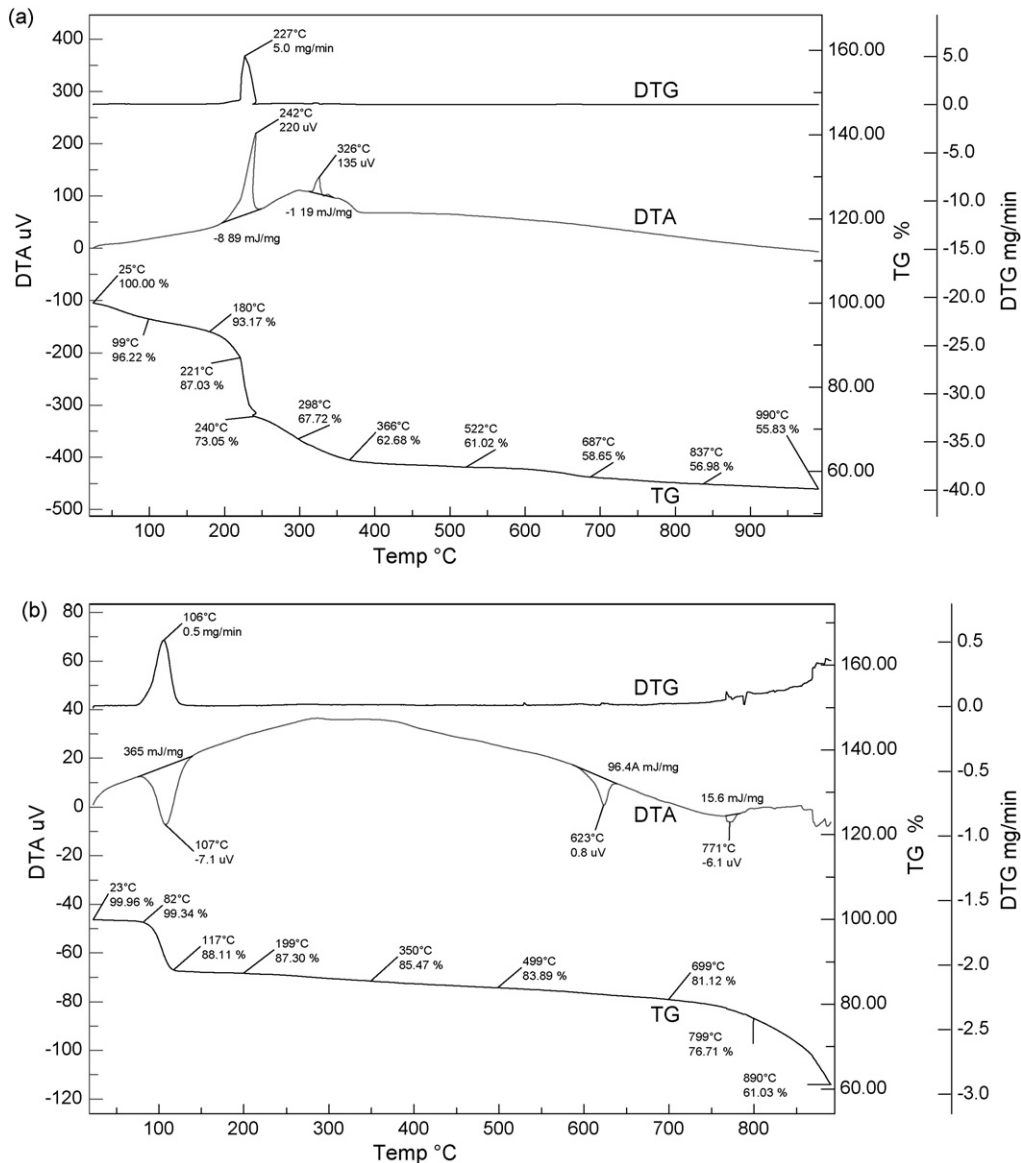 (a)
400
300
200
100
0
-100
-200
-300
-400
-500
DTA uV
227°C
5.0 mg/min
DTG
242°C
220 uV
326°C
135 uV
DTA
-8 89 mJ/mg
-1 19 mJ/mg
25°C
100.00 %
99°C
96.22 %
180°C
93.17 %
221°C
87.03 %
240°C
73.05 %
298°C
67.72 %
366°C
62.68 %
522°C
61.02 %
687°C
58.65 %
837°C
56.98 %
990°C
55.83 %
TG
160.00
140.00
120.00
100.00
80.00
60.00
TG %
5.0
0.0
-5.0
-10.0
-15.0
-20.0
-25.0
-30.0
-35.0
-40.0
DTG mg/min
100 200 300 400 500 600 700 800 900
Temp °C
(b)
80
60
40
20
0
-20
-40
-60
-80
-100
-120
DTA uV
106°C
0.5 mg/min
DTG
365 mJ/mg
107°C
-7.1 uV
96.4A mJ/mg
DTA
623°C
0.8 uV
15.6 mJ/mg
771°C
-6.1 uV
23°C
99.96 %
82°C
99.34 %
117°C
88.11 %
199°C
87.30 %
350°C
85.47 %
499°C
83.89 %
699°C
81.12 %
TG
799°C
76.71 %
890°C
61.03 %
160.00
140.00
120.00
100.00
80.00
60.00
TG %
0.5
0.0
-0.5
-1.0
-1.5
-2.0
-2.5
-3.0
DTG mg/min
100 200 300 400 500 600 700 800
Temp °C